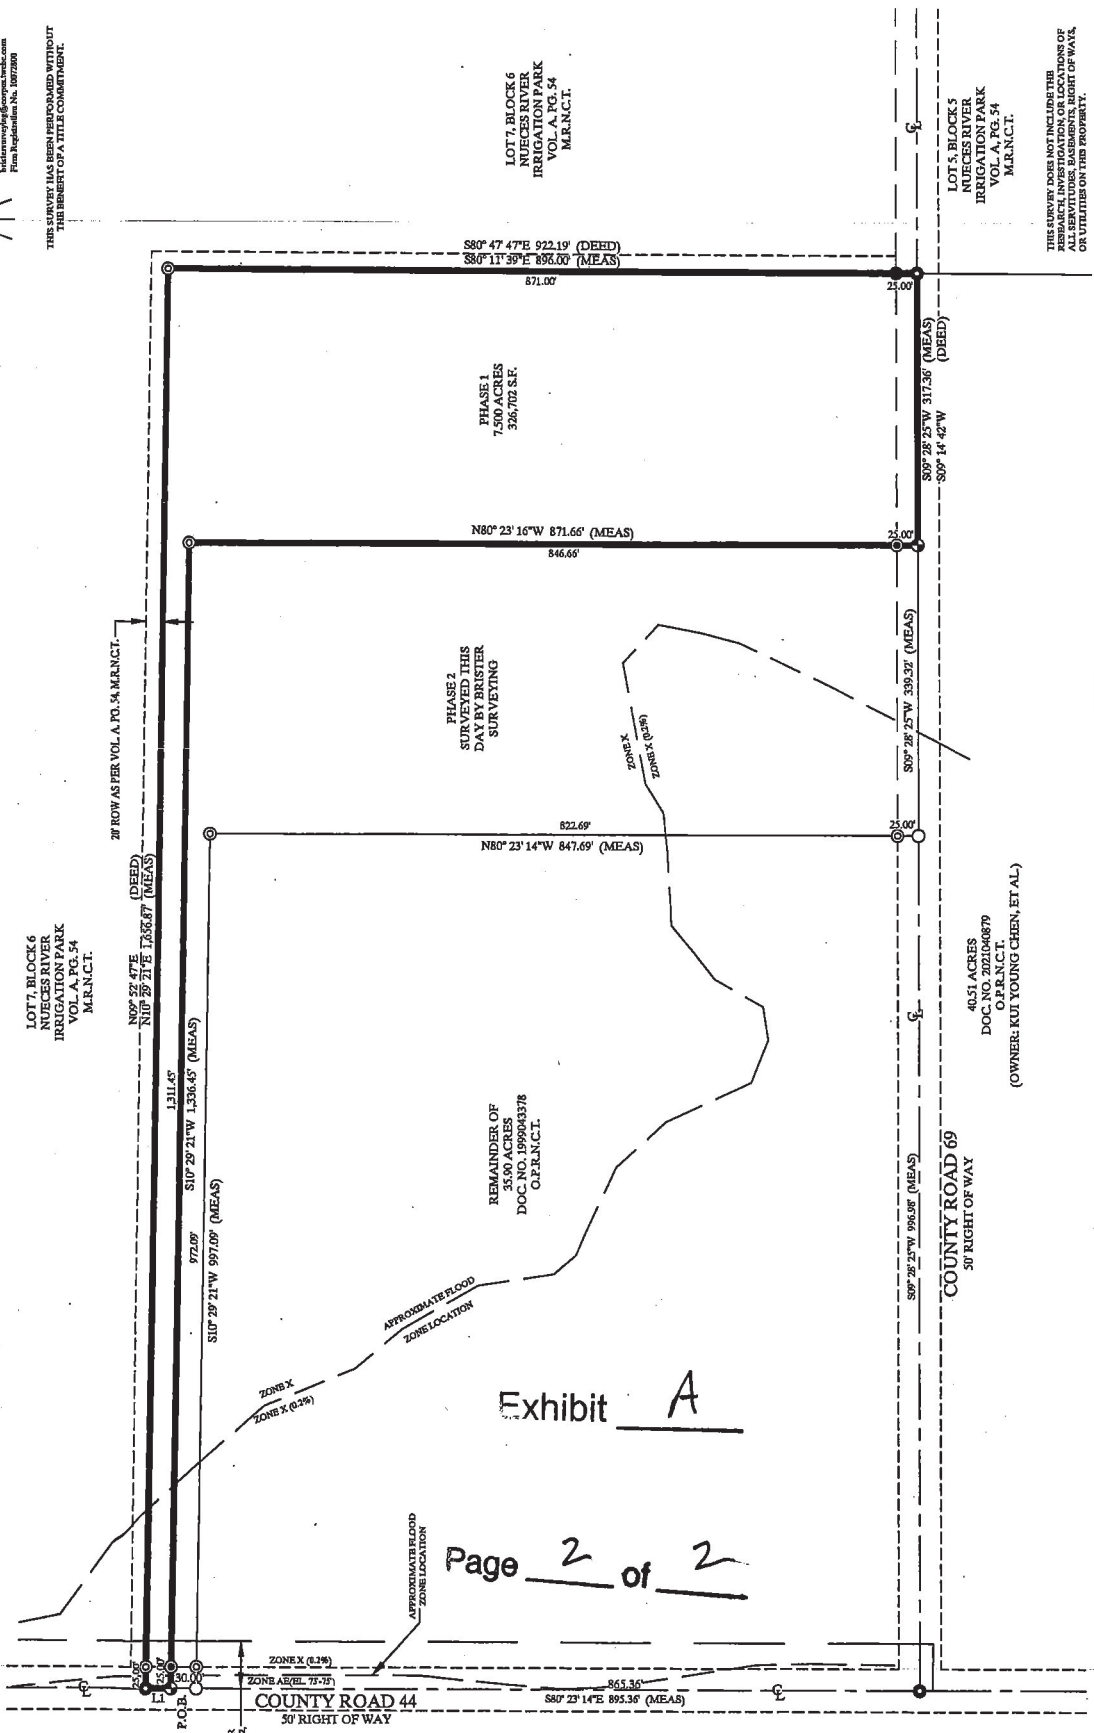 Firm Registration No. 10072800
THIS SURVEY HAS BEEN PERFORMED WITHOUT
THE BENEFIT OF A TITLE COMMITMENT.
LOT 7, BLOCK 6
NUECES RIVER
IRRIGATION PARK
VOL. A, PG. 54
M.R.N.C.T.
℄
LOT 5, BLOCK 5
NUECES RIVER
IRRIGATION PARK
VOL. A, PG. 54
M.R.N.C.T.
THIS SURVEY DOES NOT INCLUDE THE
RESEARCH, INVESTIGATION, OR LOCATIONS OF
ALL SERVITUDES, EASEMENTS, RIGHT OF WAYS,
OR UTILITIES ON THIS PROPERTY.
S80° 47' 47"E 922.19' (DEED)
S80° 11' 39"E 896.00' (MEAS)
871.00'
25.00'
PHASE 1
7.500 ACRES
326,702 S.F.
S09° 28' 25"W 317.36' (MEAS)
S09° 14' 42"W (DEED)
N80° 23' 16"W 871.66' (MEAS)
846.66'
25.00'
20' ROW AS PER VOL. A, PG. 54, M.R.N.C.T.
PHASE 2
SURVEYED THIS
DAY BY BRISTER
SURVEYING
ZONE X
ZONE X (0.2%)
S09° 28' 25"W 339.32' (MEAS)
822.69'
25.00'
N80° 23' 14"W 847.69' (MEAS)
LOT 7, BLOCK 6
NUECES RIVER
IRRIGATION PARK
VOL. A, PG. 54
M.R.N.C.T.
N09° 52' 47"E (DEED)
N10° 29' 21"E 1,656.87' (MEAS)
1,311.45'
S10° 29' 21"W 1,336.45' (MEAS)
972.09'
S10° 29' 21"W 997.09' (MEAS)
REMAINDER OF
35.90 ACRES
DOC. NO. 1999043378
O.P.R.N.C.T.
℄
40.51 ACRES
DOC. NO. 2021040879
O.P.R.N.C.T.
(OWNER: KUI YOUNG CHEN, ET AL)
S09° 28' 25"W 996.98' (MEAS)
COUNTY ROAD 69
50' RIGHT OF WAY
APPROXIMATE FLOOD
ZONE LOCATION
ZONE X
ZONE X (0.2%)
Exhibit A
Page 2 of 2
APPROXIMATE FLOOD
ZONE LOCATION
25.00'
25.00'
30.00'
ZONE X (0.2%)
ZONE AE(EL. 73-75)
℄
L1
P.O.B.
COUNTY ROAD 44
50' RIGHT OF WAY
865.36'
S80° 23' 14"E 895.36' (MEAS)
℄